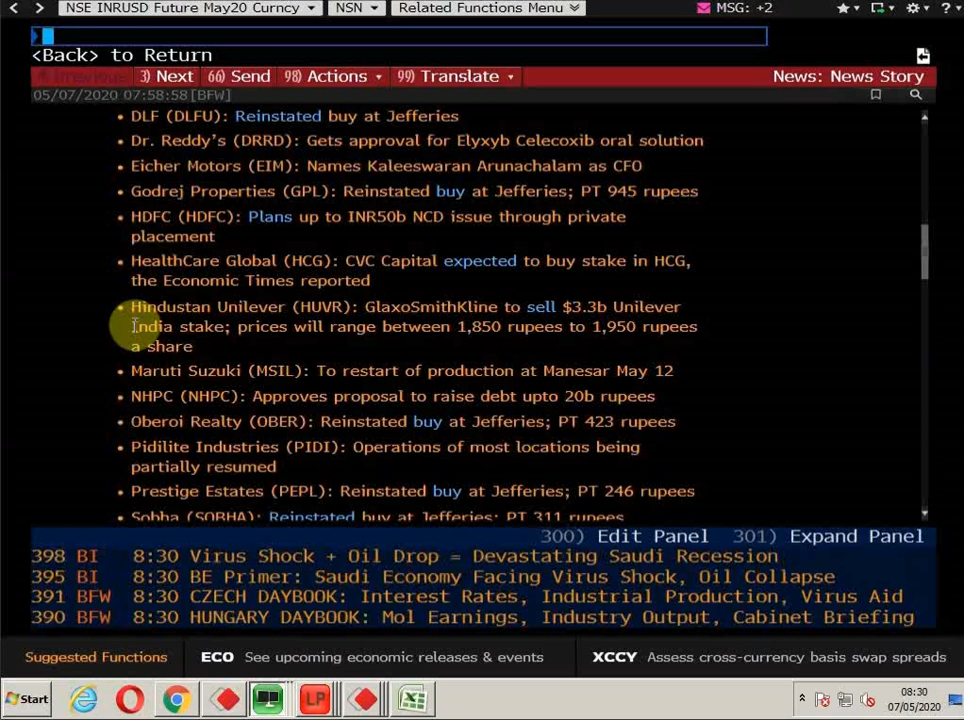 NSE INRUSD Future May20 Curncy
NSN
Related Functions Menu
MSG: +2
<Back> to Return
3) Next 66) Send 98) Actions 99) Translate News: News Story
05/07/2020 07:58:58 [BFW]
• DLF (DLFU): Reinstated buy at Jefferies
• Dr. Reddy's (DRRD): Gets approval for Elyxyb Celecoxib oral solution
• Eicher Motors (EIM): Names Kaleeswaran Arunachalam as CFO
• Godrej Properties (GPL): Reinstated buy at Jefferies; PT 945 rupees
• HDFC (HDFC): Plans up to INR50b NCD issue through private
placement
• HealthCare Global (HCG): CVC Capital expected to buy stake in HCG,
the Economic Times reported
• Hindustan Unilever (HUVR): GlaxoSmithKline to sell $3.3b Unilever
India stake; prices will range between 1,850 rupees to 1,950 rupees
a share
• Maruti Suzuki (MSIL): To restart of production at Manesar May 12
• NHPC (NHPC): Approves proposal to raise debt upto 20b rupees
• Oberoi Realty (OBER): Reinstated buy at Jefferies; PT 423 rupees
• Pidilite Industries (PIDI): Operations of most locations being
partially resumed
• Prestige Estates (PEPL): Reinstated buy at Jefferies; PT 246 rupees
• Sobha (SOBHA): Reinstated buy at Jefferies; PT 311 rupees
300) Edit Panel 301) Expand Panel
398 BI 8:30 Virus Shock + Oil Drop = Devastating Saudi Recession
395 BI 8:30 BE Primer: Saudi Economy Facing Virus Shock, Oil Collapse
391 BFW 8:30 CZECH DAYBOOK: Interest Rates, Industrial Production, Virus Aid
390 BFW 8:30 HUNGARY DAYBOOK: Mol Earnings, Industry Output, Cabinet Briefing
Suggested Functions ECO See upcoming economic releases & events XCCY Assess cross-currency basis swap spreads
Start
LP
08:30
07/05/2020